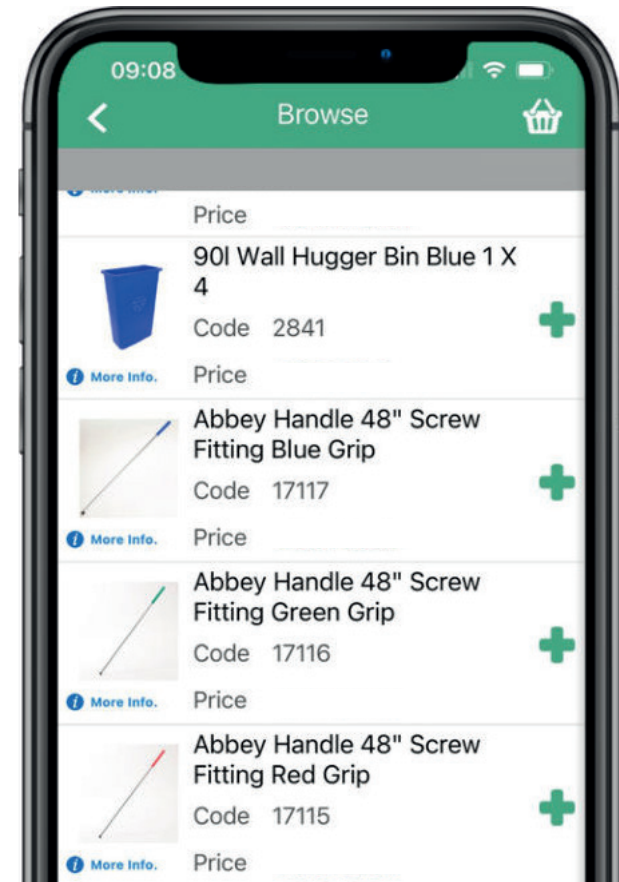 09:08
Browse
Price
90l Wall Hugger Bin Blue 1 X
4
Code 2841
More Info.
Price
Abbey Handle 48" Screw
Fitting Blue Grip
Code 17117
More Info.
Price
Abbey Handle 48" Screw
Fitting Green Grip
Code 17116
More Info.
Price
Abbey Handle 48" Screw
Fitting Red Grip
Code 17115
More Info.
Price